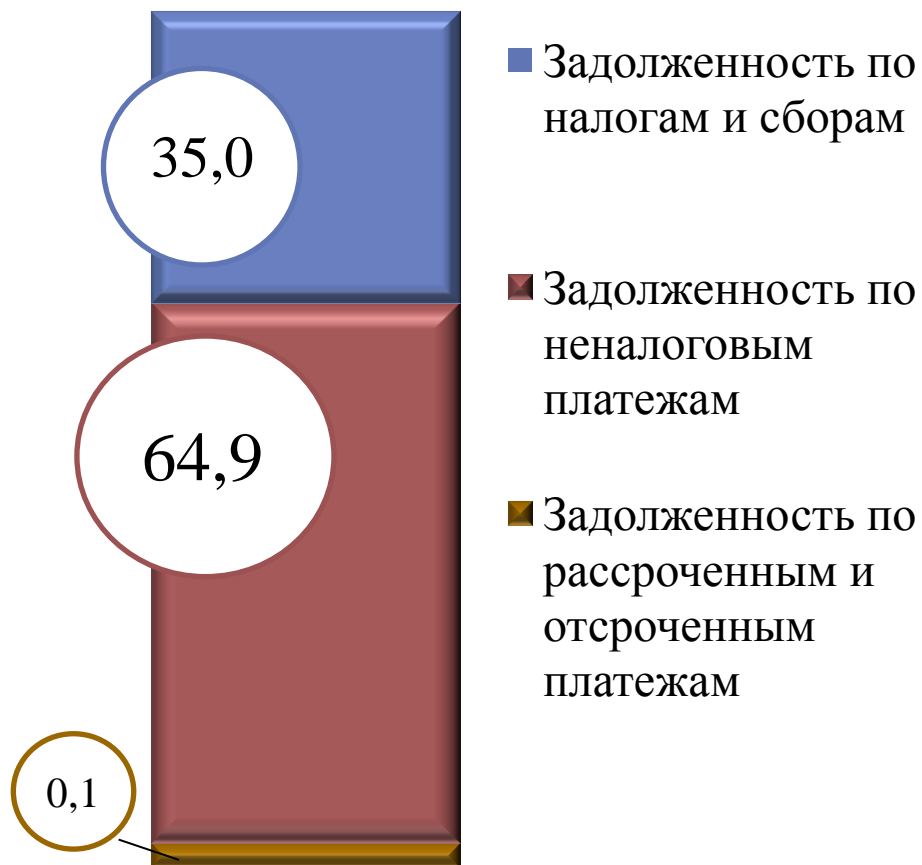 35,0
64,9
0,1
Задолженность по
налогам и сборам
Задолженность по
неналоговым
платежам
Задолженность по
рассроченным и
отсроченным
платежам